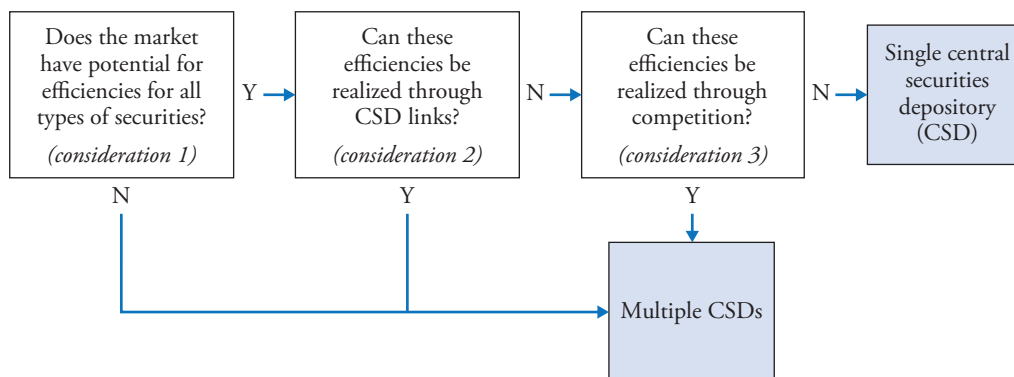 Does the market
have potential for
efficiencies for all
types of securities?
(consideration 1)
Y
Can these
efficiencies be
realized through
CSD links?
(consideration 2)
N
Can these
efficiencies be
realized through
competition?
(consideration 3)
N
Single central
securities
depository
(CSD)
N
Y
Y
Multiple CSDs